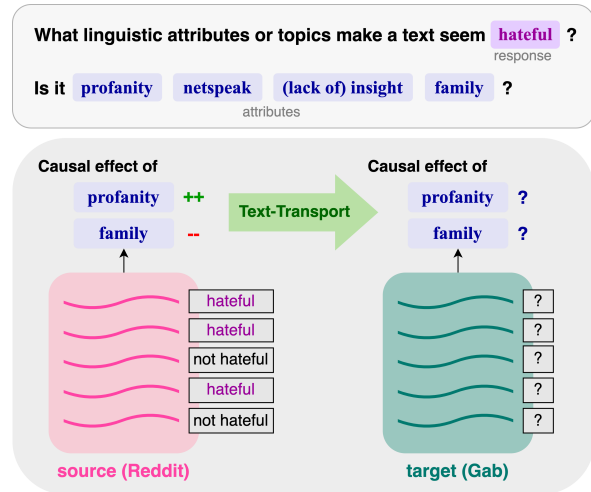 What linguistic attributes or topics make a text seem hateful ?
response
Is it profanity netspeak (lack of) insight family ?
attributes
Causal effect of
profanity ++
family --
Text-Transport
Causal effect of
profanity ?
family ?
hateful
hateful
not hateful
hateful
not hateful
source (Reddit)
?
?
?
?
?
target (Gab)